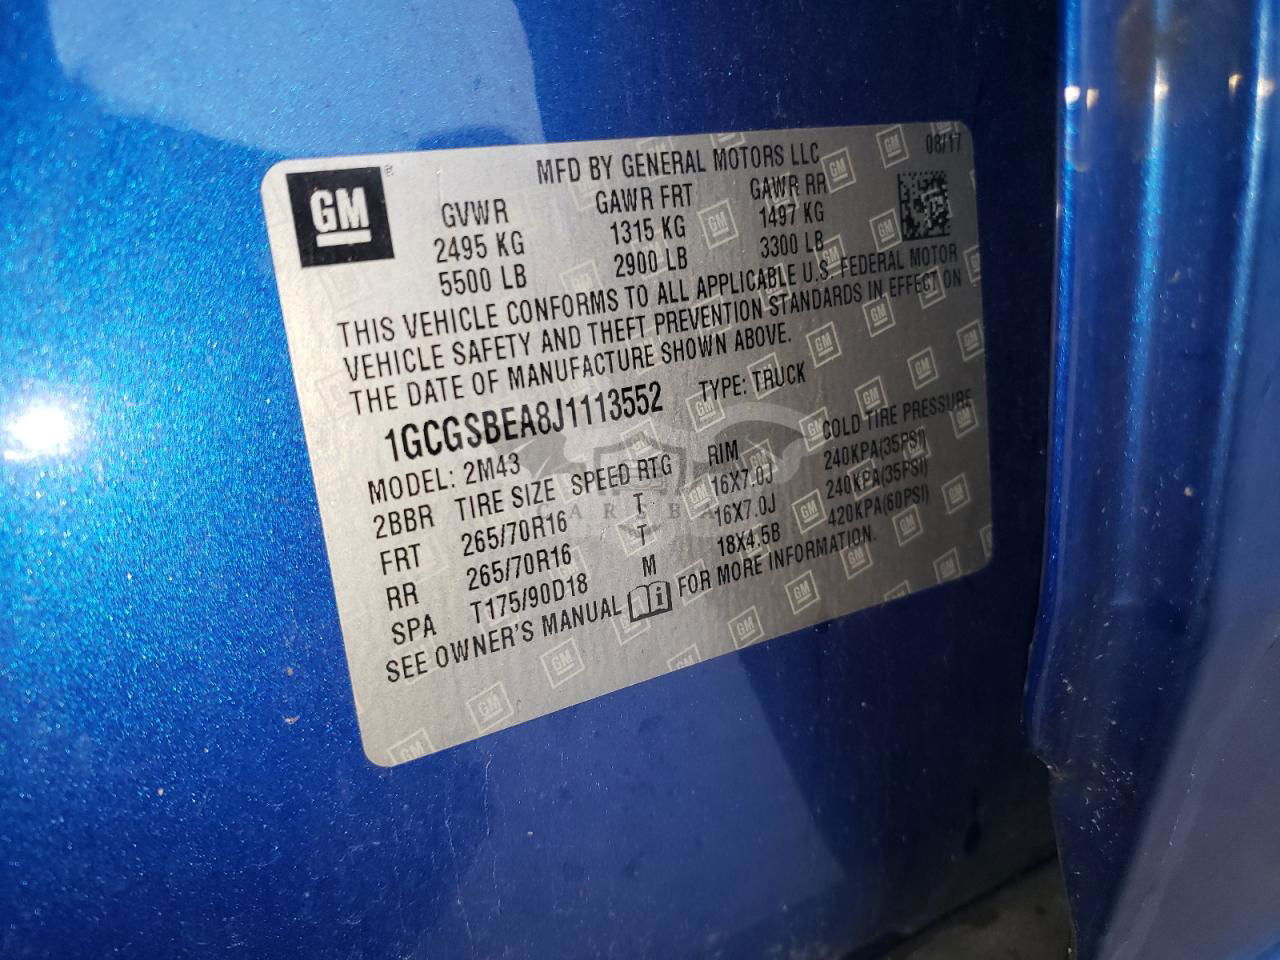 GM
MFD BY GENERAL MOTORS LLC
08/17
GVWR GAWR FRT GAWR RR
2495 KG 1315 KG 1497 KG
5500 LB 2900 LB 3300 LB
THIS VEHICLE CONFORMS TO ALL APPLICABLE U.S. FEDERAL MOTOR
VEHICLE SAFETY AND THEFT PREVENTION STANDARDS IN EFFECT ON
THE DATE OF MANUFACTURE SHOWN ABOVE.
1GCGSBEA8J1113552 TYPE: TRUCK
MODEL: 2M43
2BBR TIRE SIZE SPEED RTG RIM COLD TIRE PRESSURE
FRT 265/70R16 T 16X7.0J 240KPA(35PSI)
RR 265/70R16 T 16X7.0J 240KPA(35PSI)
SPA T175/90D18 M 18X4.5B 420KPA(60PSI)
SEE OWNER'S MANUAL FOR MORE INFORMATION.